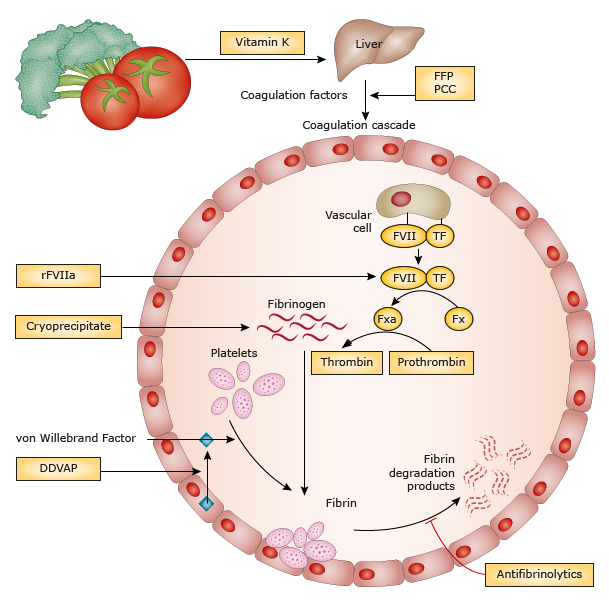 Vitamin K
Liver
FFP
PCC
Coagulation factors
Coagulation cascade
Vascular
cell
FVII
TF
rFVIIa
FVII
TF
Fibrinogen
Cryoprecipitate
Fxa
Fx
Platelets
Thrombin
Prothrombin
von Willebrand Factor
DDVAP
Fibrin
degradation
products
Fibrin
Antifibrinolytics